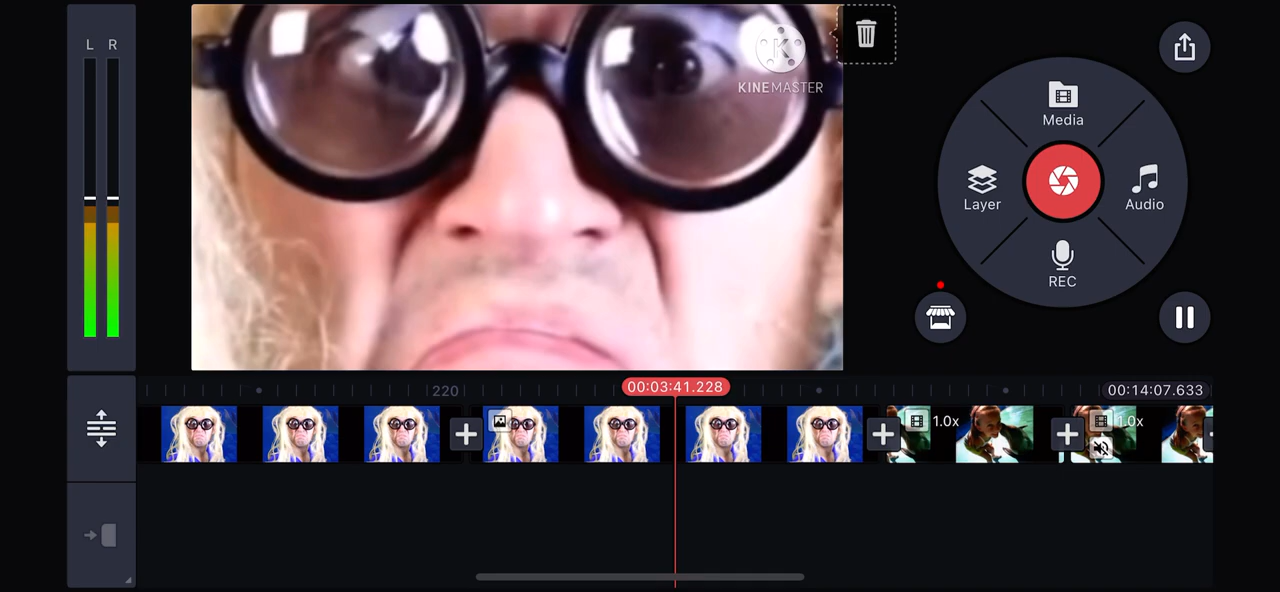 L R
KINEMASTER
Media
Layer
Audio
REC
220
00:03:41.228
00:14:07.633
1.0x
1.0x